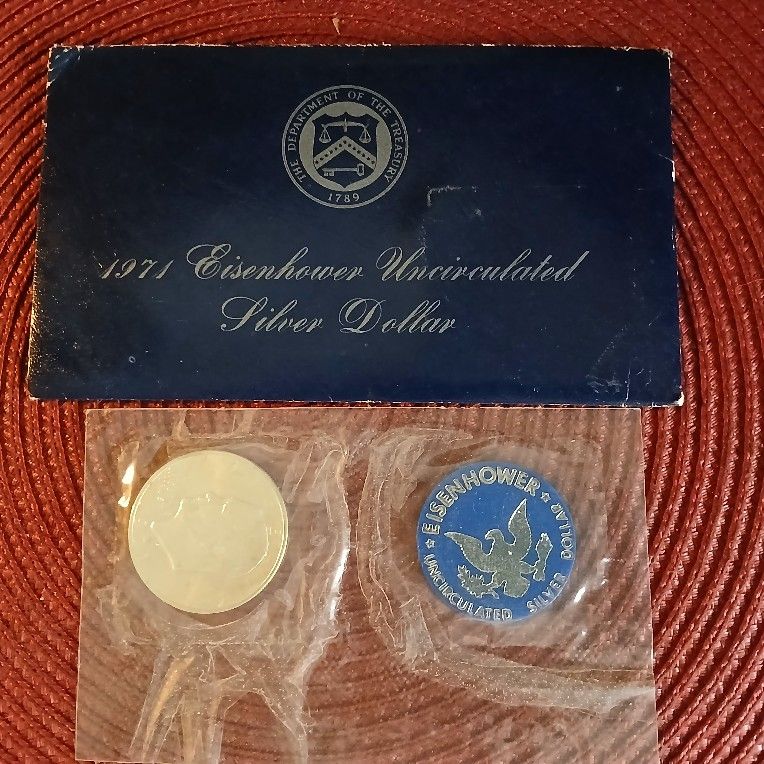 THE DEPARTMENT OF THE TREASURY
1789
1971 Eisenhower Uncirculated
Silver Dollar
EISENHOWER DOLLAR
UNCIRCULATED SILVER